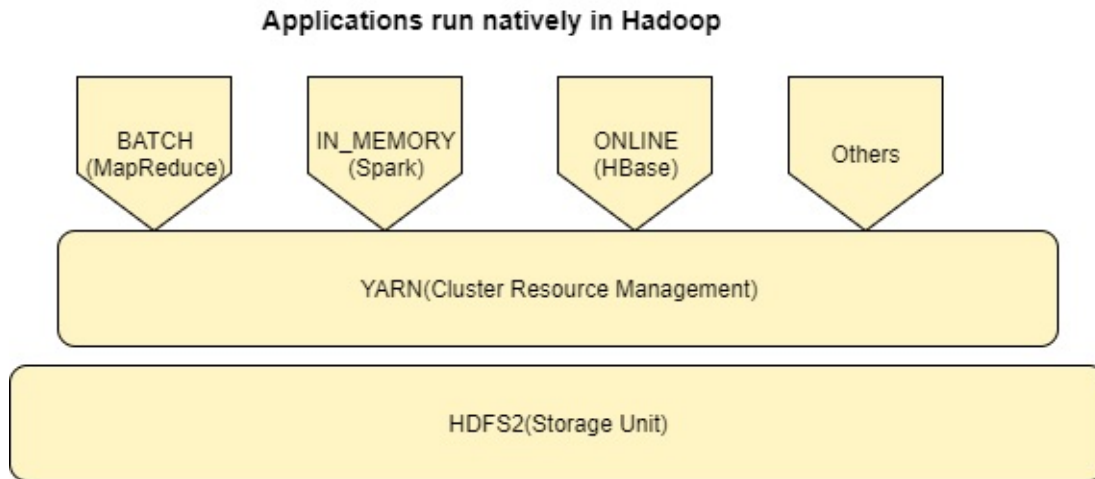 Applications run natively in Hadoop
BATCH
(MapReduce)
IN_MEMORY
(Spark)
ONLINE
(HBase)
Others
YARN(Cluster Resource Management)
HDFS2(Storage Unit)